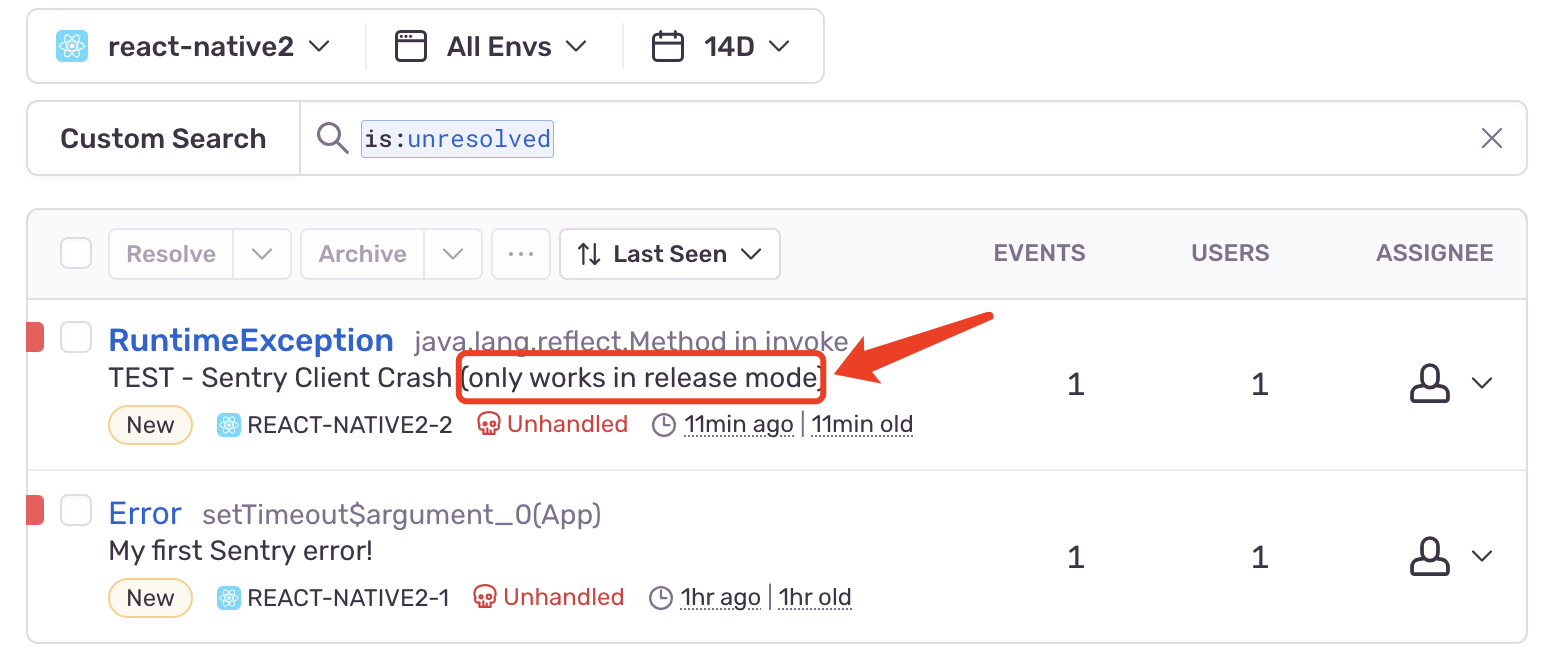 react-native2 All Envs 14D
Custom Search is:unresolved
Resolve Archive ... Last Seen EVENTS USERS ASSIGNEE
RuntimeException java.lang.reflect.Method in invoke
TEST - Sentry Client Crash (only works in release mode)
1 1
New REACT-NATIVE2-2 Unhandled 11min ago | 11min old
Error setTimeout$argument_0(App)
My first Sentry error!
1 1
New REACT-NATIVE2-1 Unhandled 1hr ago | 1hr old